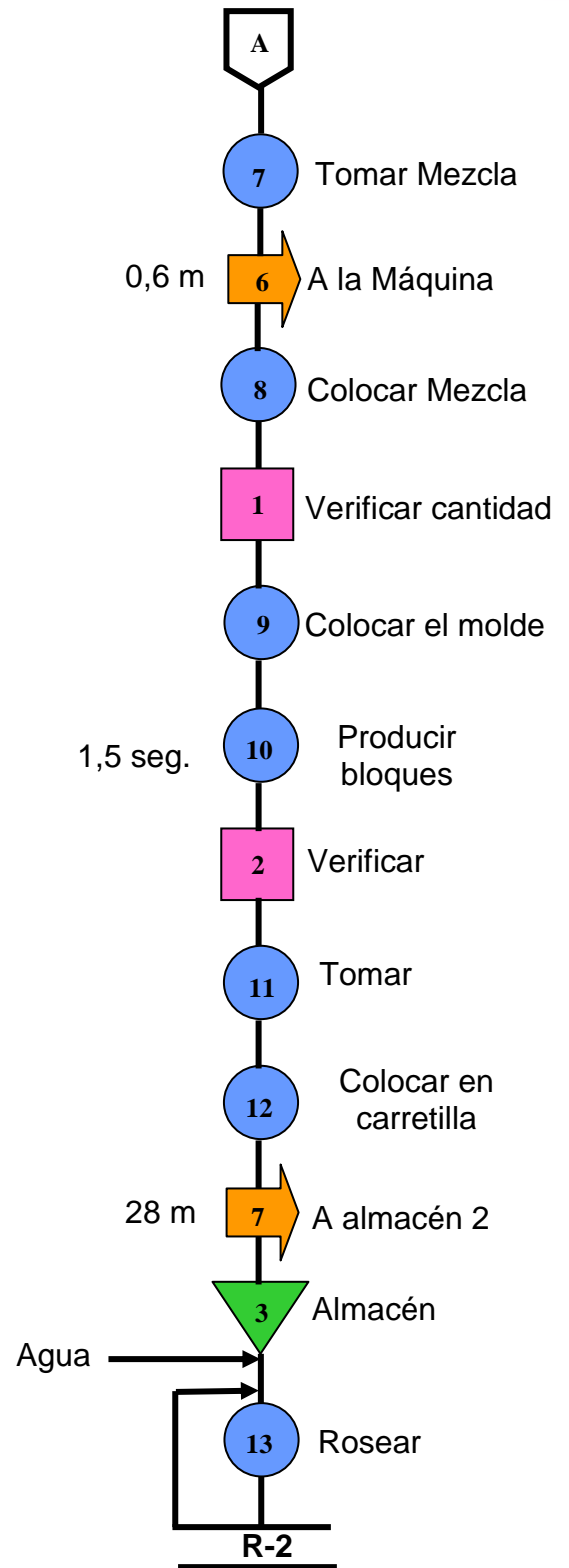 A
7 Tomar Mezcla
0,6 m 6 A la Máquina
8 Colocar Mezcla
1 Verificar cantidad
9 Colocar el molde
1,5 seg. 10 Producir
bloques
2 Verificar
11 Tomar
12 Colocar en
carretilla
28 m 7 A almacén 2
3 Almacén
Agua
13 Rosear
R-2